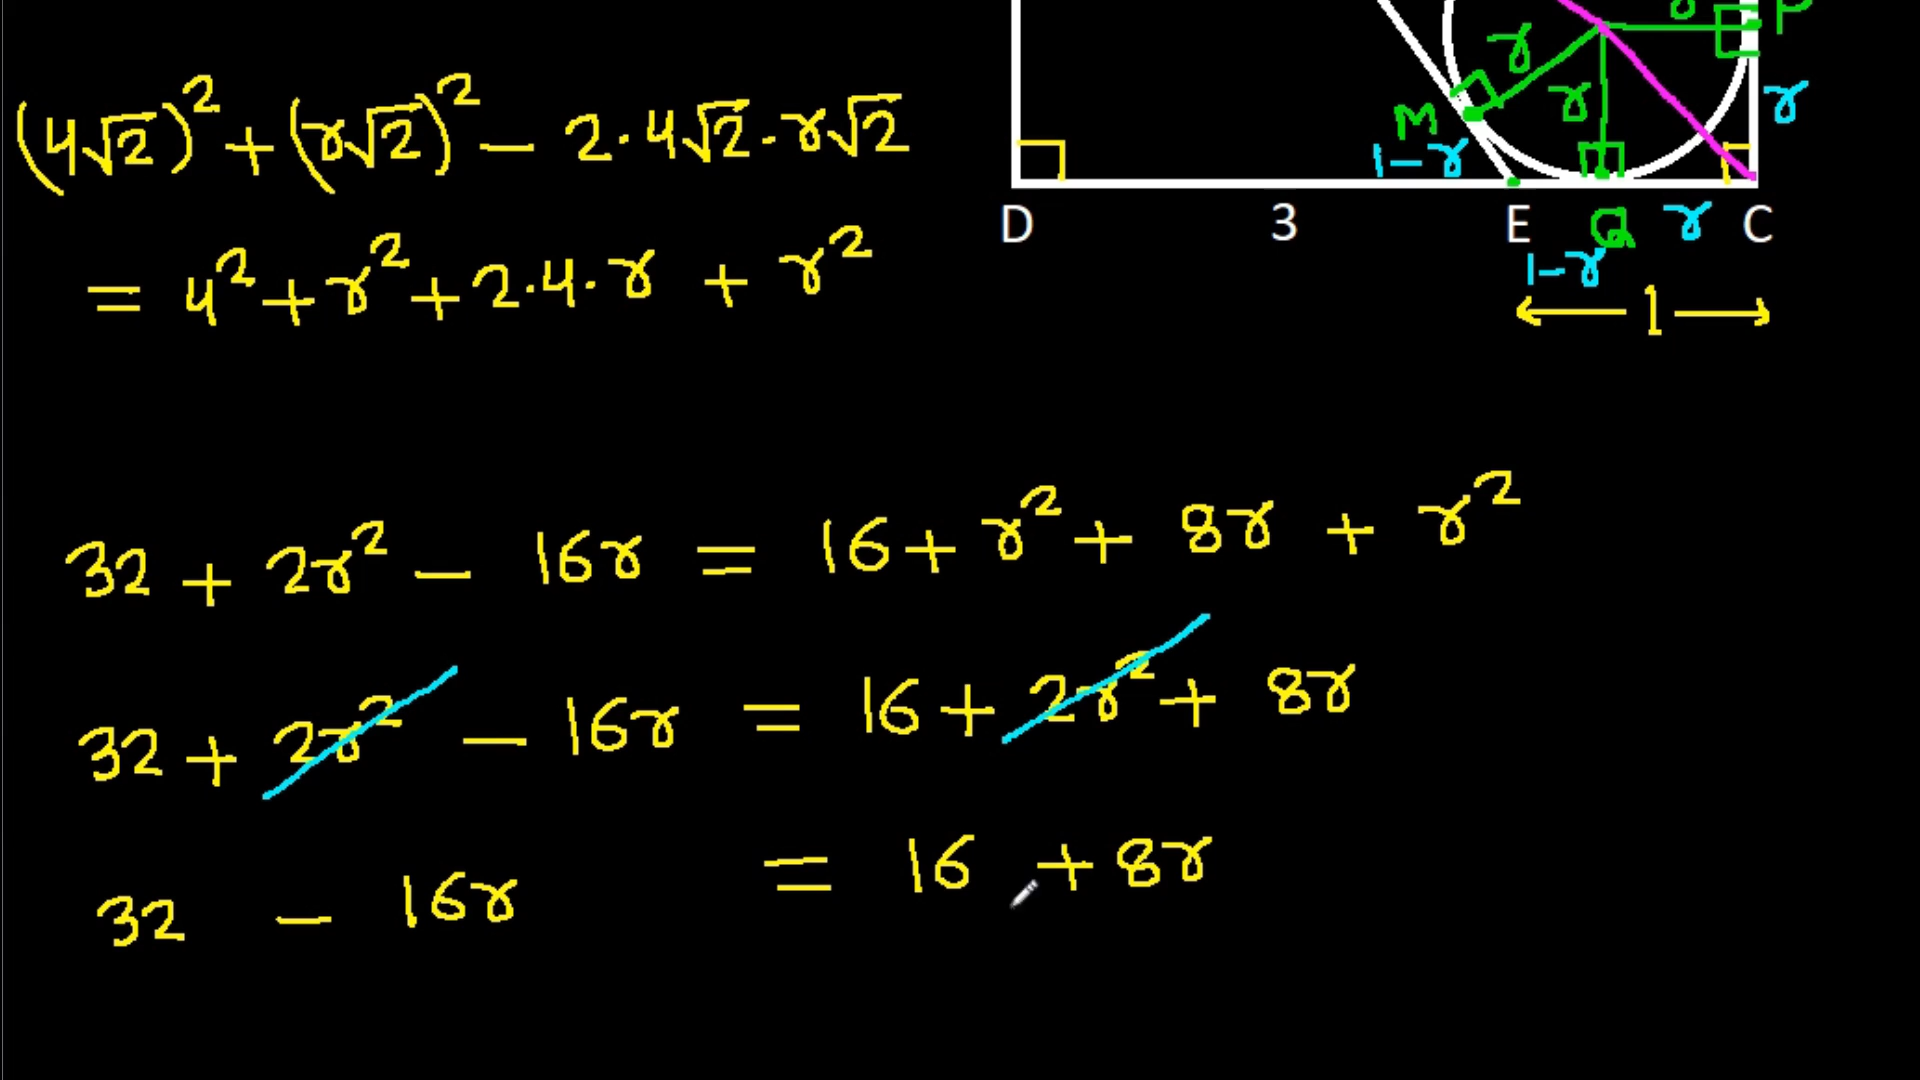 (4√2)² + (r√2)² - 2·4√2·r√2
= 4² + r² + 2·4·r + r²
r
P
r
r
M
1-r
D 3 E Q r C
1-r
1
32 + 2r² - 16r = 16 + r² + 8r + r²
32 + 2r² - 16r = 16 + 2r² + 8r
32 - 16r = 16 + 8r